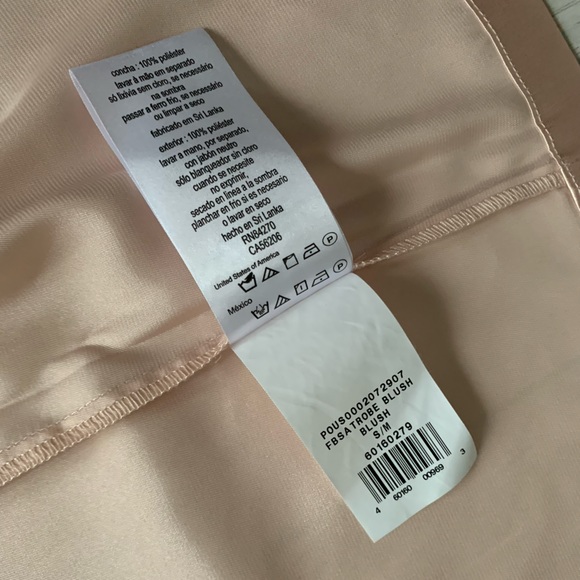 concha : 100% poliéster
lavar à mão em separado
só lixivia sem cloro, se necessário
na sombra
passar a ferro frio, se necessário
ou limpar a seco
fabricado em Sri Lanka
exterior : 100% poliéster
lavar a mano, por separado,
con jabón neutro
sólo blanqueador sin cloro
cuando se necesite
no exprimir,
secado en linea a la sombra
planchar en frío si es necesario
o lavar en seco
hecho en Sri Lanka
RN84270
CA56206
United States of America
P
México
P
POUS0002072907
FBSATROBE BLUSH
BLUSH
S/M
60160279
4 60160 00969 3